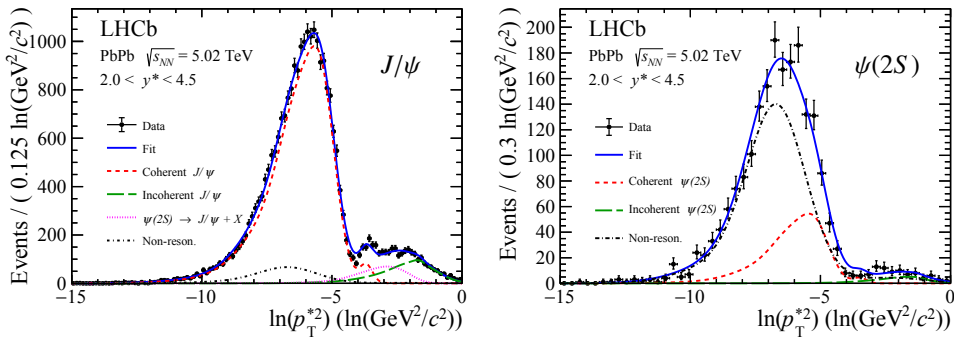 Events / ( 0.125 ln(GeV²/c²) )
1000
800
600
400
200
0
LHCb
PbPb √s_NN = 5.02 TeV
2.0 < y* < 4.5
J/ψ
Data
Fit
Coherent J/ψ
Incoherent J/ψ
ψ(2S) → J/ψ + X
Non-reson.
−15 −10 −5 0
ln(p_T^*2) (ln(GeV²/c²))
Events / ( 0.3 ln(GeV²/c²) )
200
180
160
140
120
100
80
60
40
20
0
LHCb
PbPb √s_NN = 5.02 TeV
2.0 < y* < 4.5
ψ(2S)
Data
Fit
Coherent ψ(2S)
Incoherent ψ(2S)
Non-reson.
−15 −10 −5 0
ln(p_T^*2) (ln(GeV²/c²))